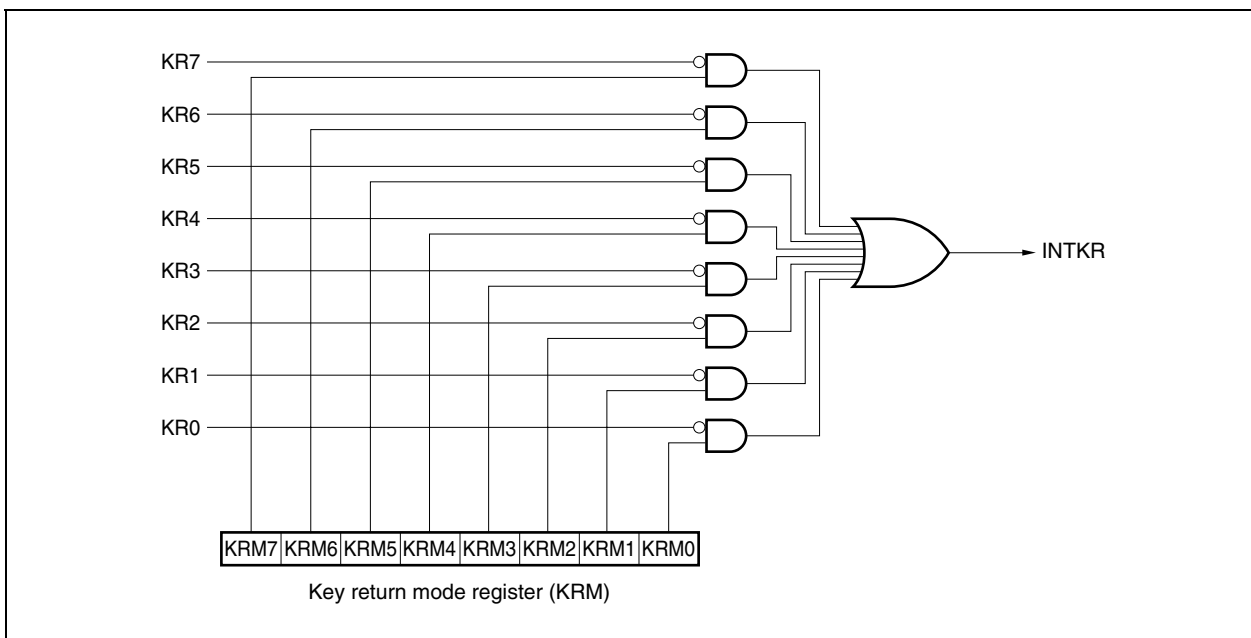 KR7
KR6
KR5
KR4
KR3
KR2
KR1
KR0
INTKR
KRM7 KRM6 KRM5 KRM4 KRM3 KRM2 KRM1 KRM0
Key return mode register (KRM)